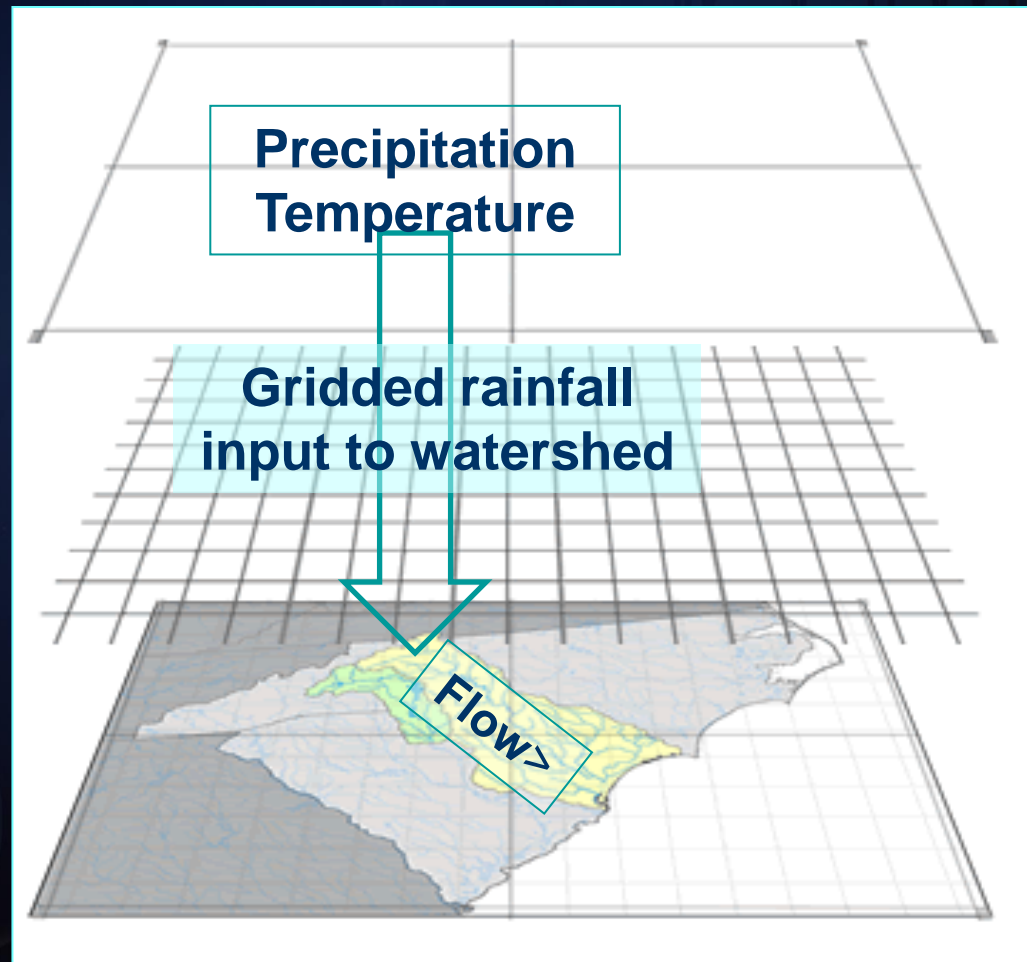 Precipitation
Temperature
Gridded rainfall
input to watershed
Flow>